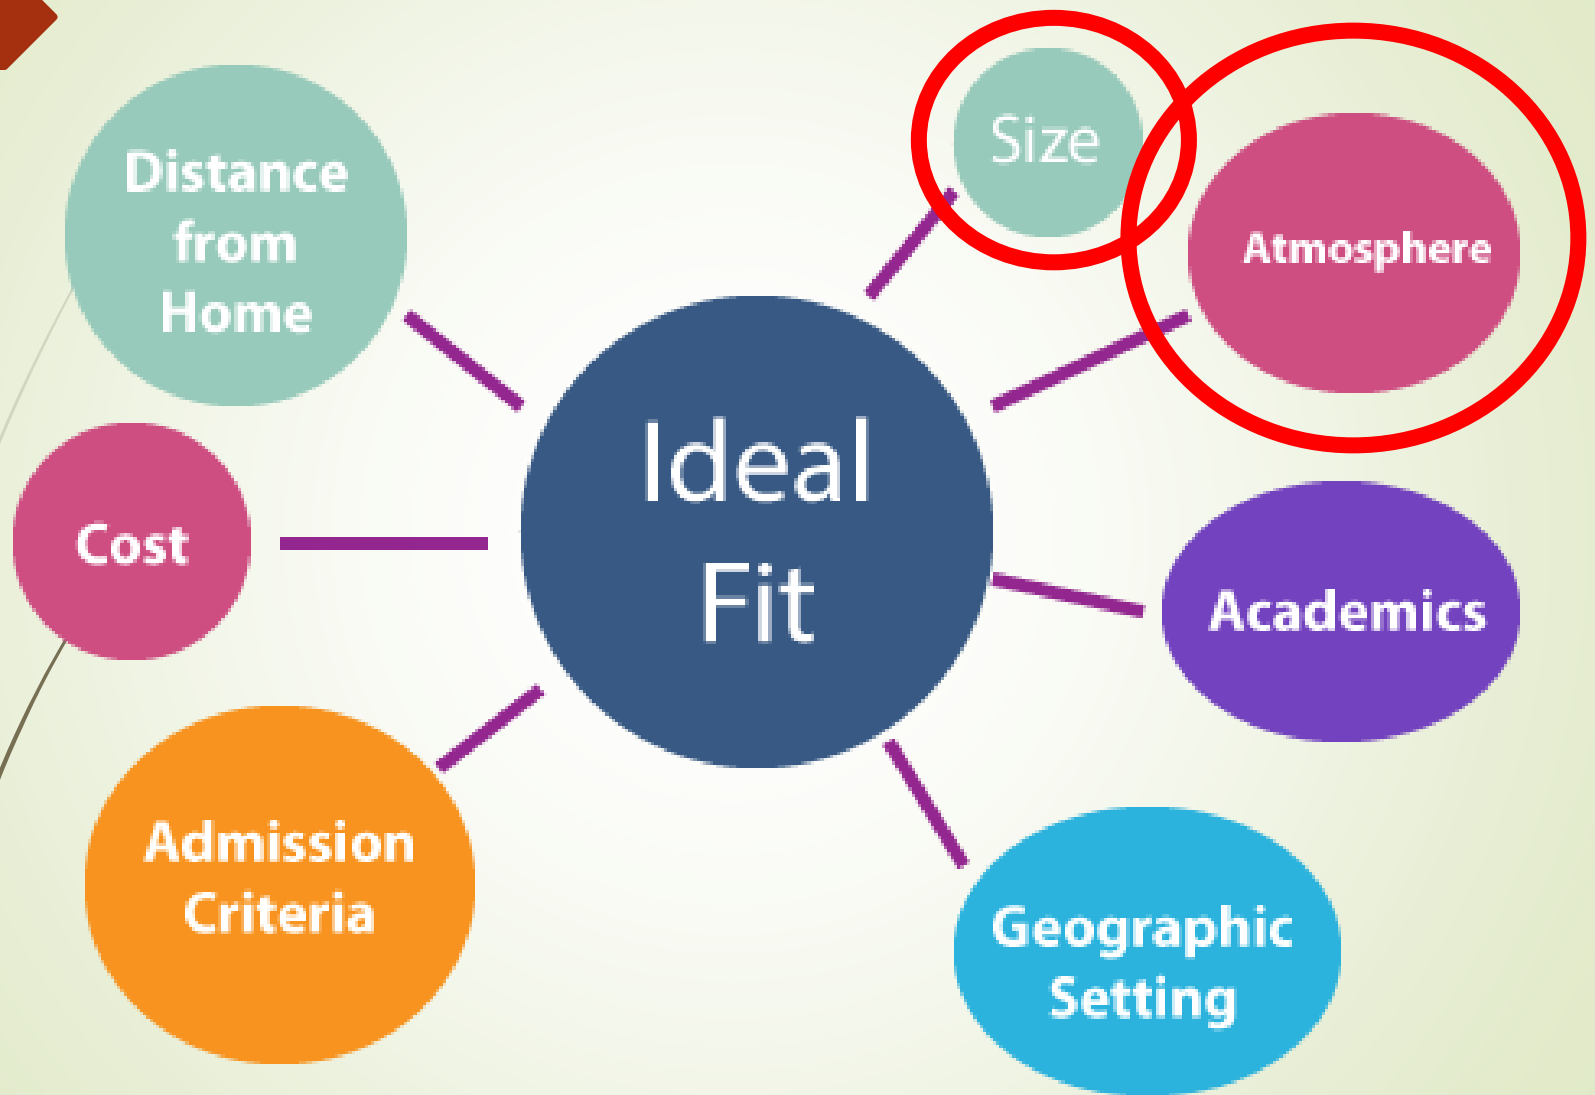 Size
Distance
from
Home
Atmosphere
Ideal
Fit
Cost
Academics
Admission
Criteria
Geographic
Setting